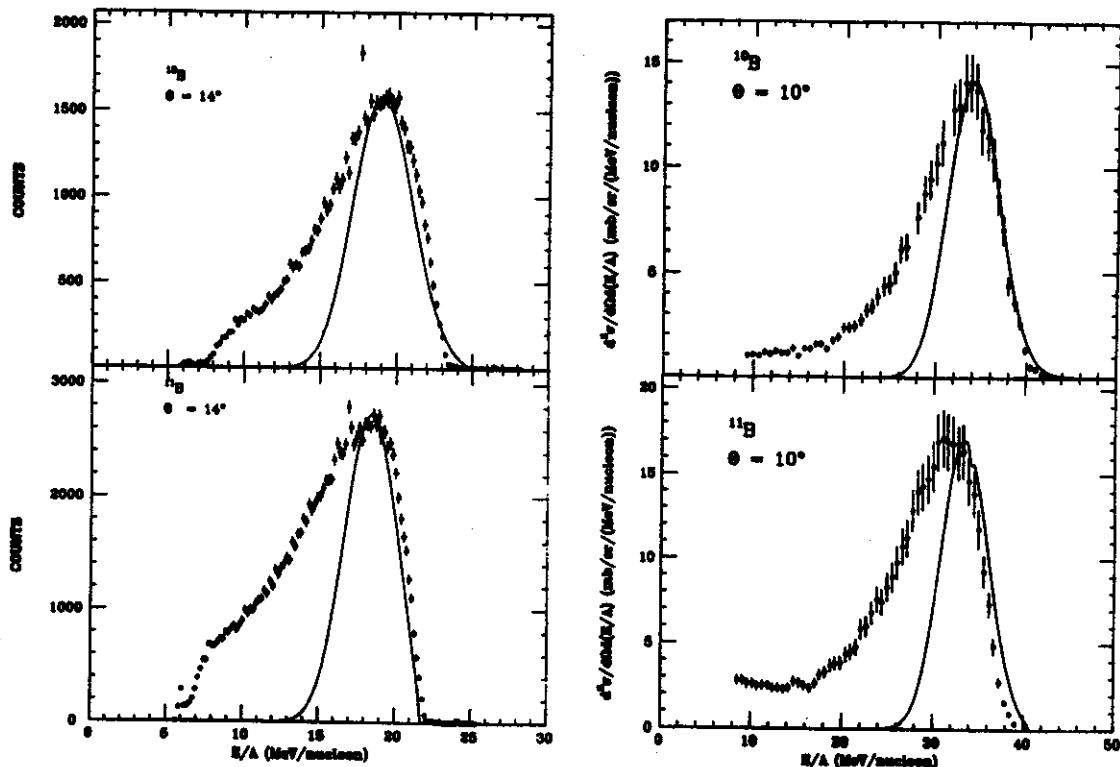 2000
1500
1000
500
COUNTS
¹⁰B
Θ = 14°
3000
2000
1000
0
COUNTS
¹¹B
Θ = 14°
0 5 10 15 20 25 30
E/A (MeV/nucleon)
15
10
5
d²σ/dΩd(E/A) (mb/sr/(MeV/nucleon))
¹⁰B
Θ = 10°
20
15
10
5
0
d²σ/dΩd(E/A) (mb/sr/(MeV/nucleon))
¹¹B
Θ = 10°
0 10 20 30 40 50
E/A (MeV/nucleon)